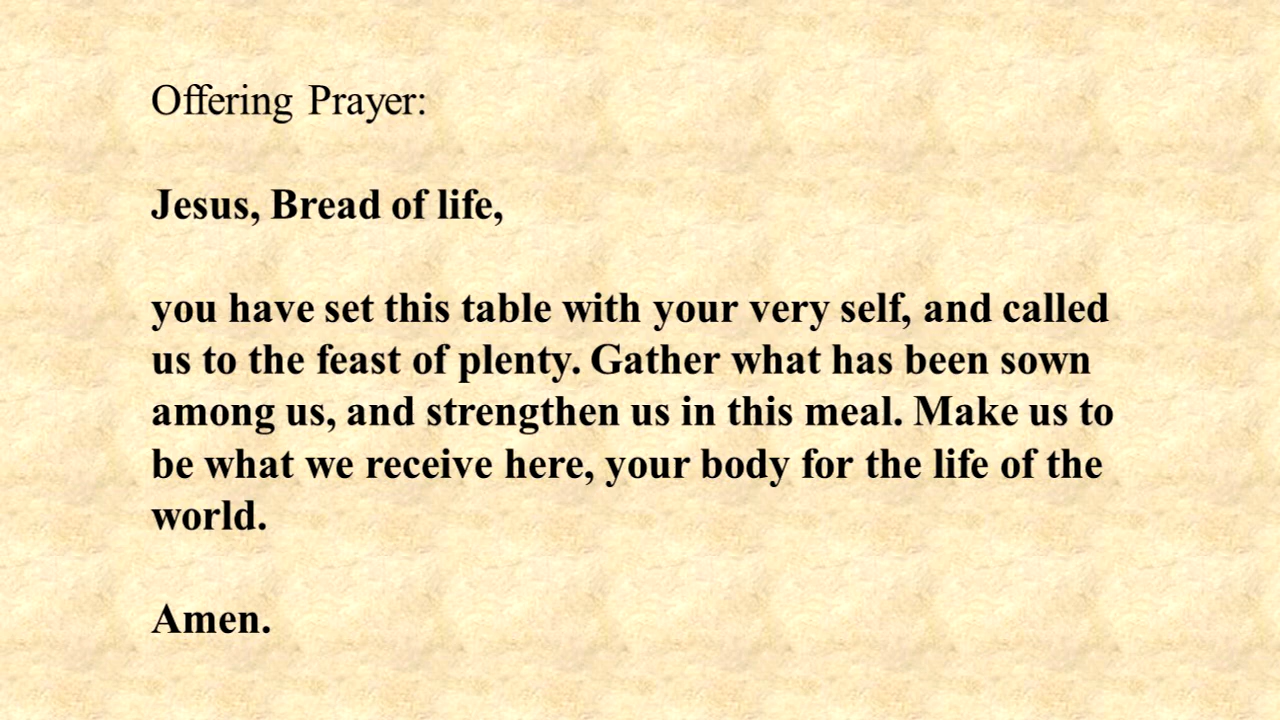 Offering Prayer:
Jesus, Bread of life,
you have set this table with your very self, and called
us to the feast of plenty. Gather what has been sown
among us, and strengthen us in this meal. Make us to
be what we receive here, your body for the life of the
world.
Amen.